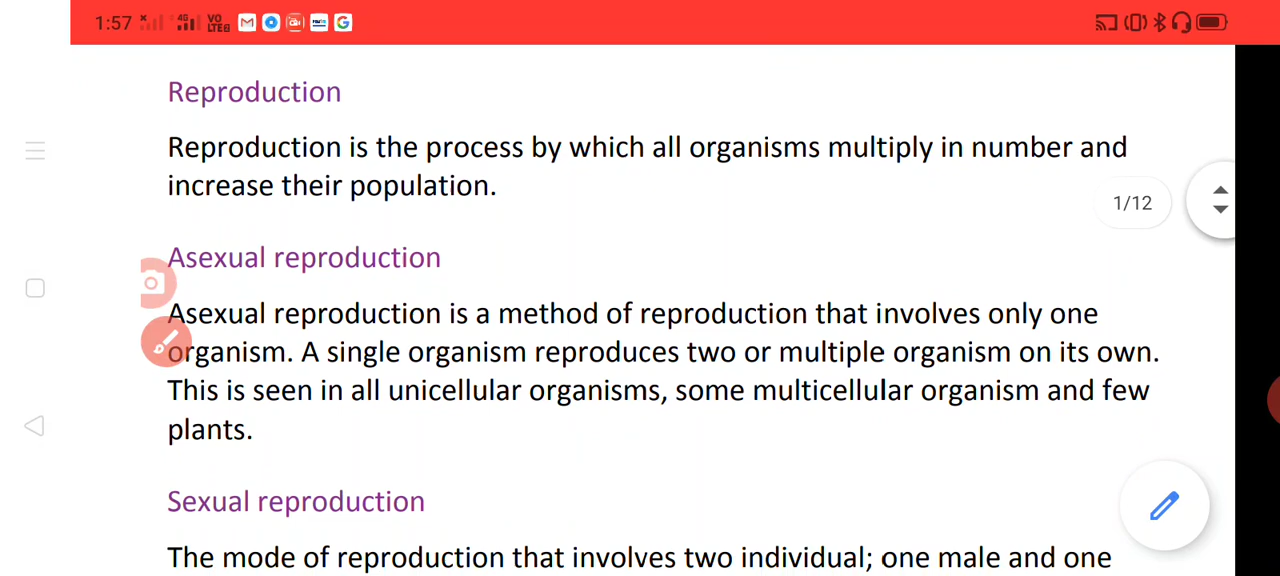 1:57 4G VO LTE2
Reproduction
Reproduction is the process by which all organisms multiply in number and
increase their population.
1/12
Asexual reproduction
Asexual reproduction is a method of reproduction that involves only one
organism. A single organism reproduces two or multiple organism on its own.
This is seen in all unicellular organisms, some multicellular organism and few
plants.
Sexual reproduction
The mode of reproduction that involves two individual; one male and one